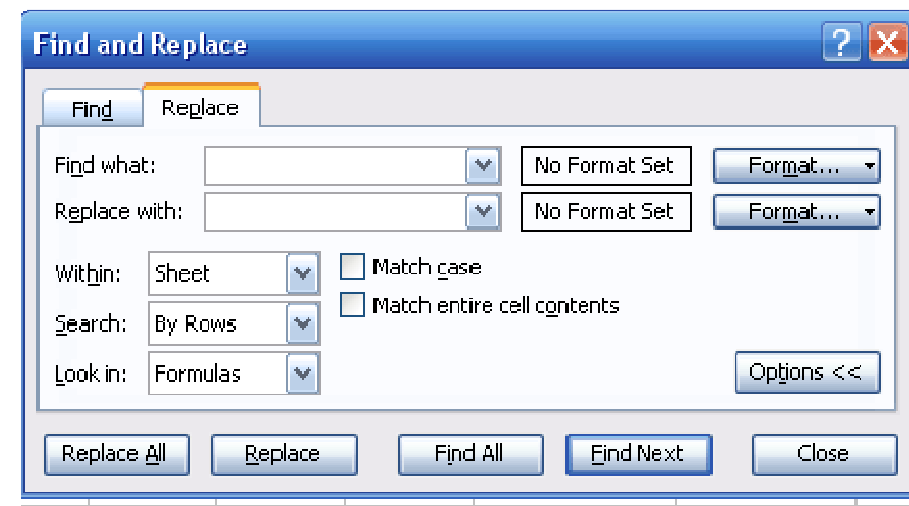 Find and Replace ?
Find Replace
Find what: No Format Set Format...
Replace with: No Format Set Format...
Within: Sheet Match case
Match entire cell contents
Search: By Rows
Look in: Formulas Options <<
Replace All Replace Find All Find Next Close